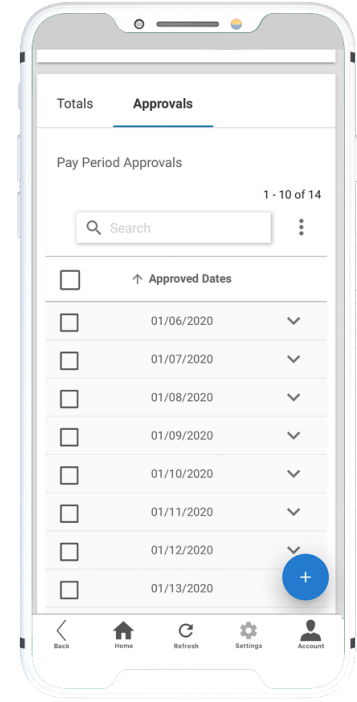 Totals Approvals
Pay Period Approvals
1 - 10 of 14
Search
Approved Dates
01/06/2020
01/07/2020
01/08/2020
01/09/2020
01/10/2020
01/11/2020
01/12/2020
01/13/2020
Back Home Refresh Settings Account